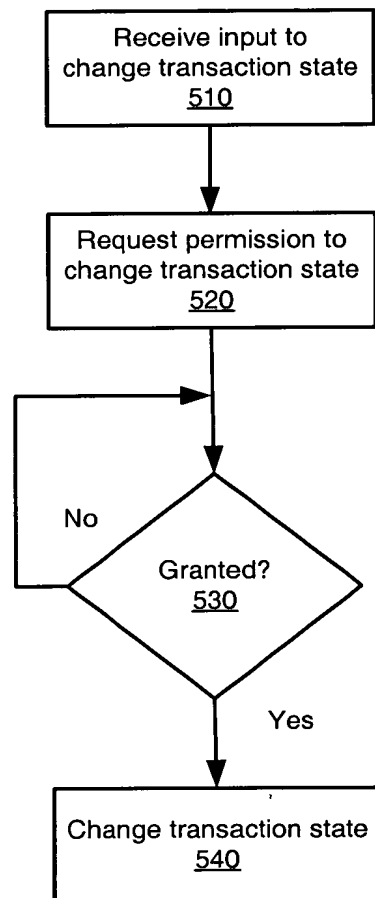 Receive input to
change transaction state
510
Request permission to
change transaction state
520
No
Granted?
530
Yes
Change transaction state
540